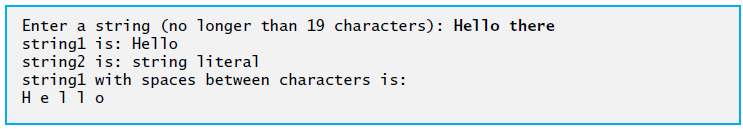 Enter a string (no longer than 19 characters): Hello there
string1 is: Hello
string2 is: string literal
string1 with spaces between characters is:
H e l l o